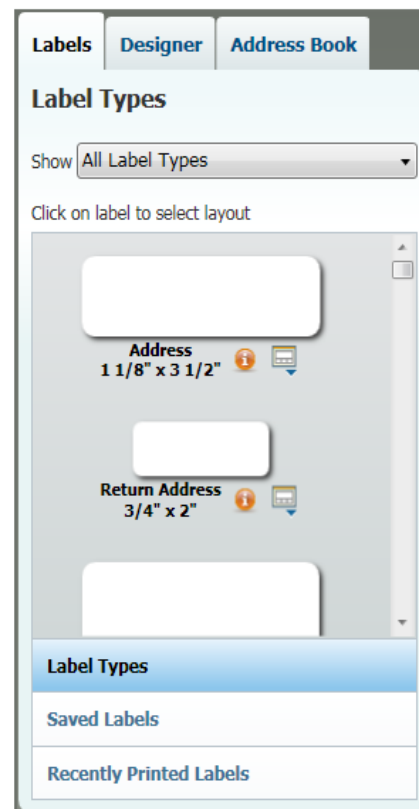 Labels Designer Address Book
Label Types
Show All Label Types
Click on label to select layout
Address
1 1/8" x 3 1/2"
Return Address
3/4" x 2"
Label Types
Saved Labels
Recently Printed Labels